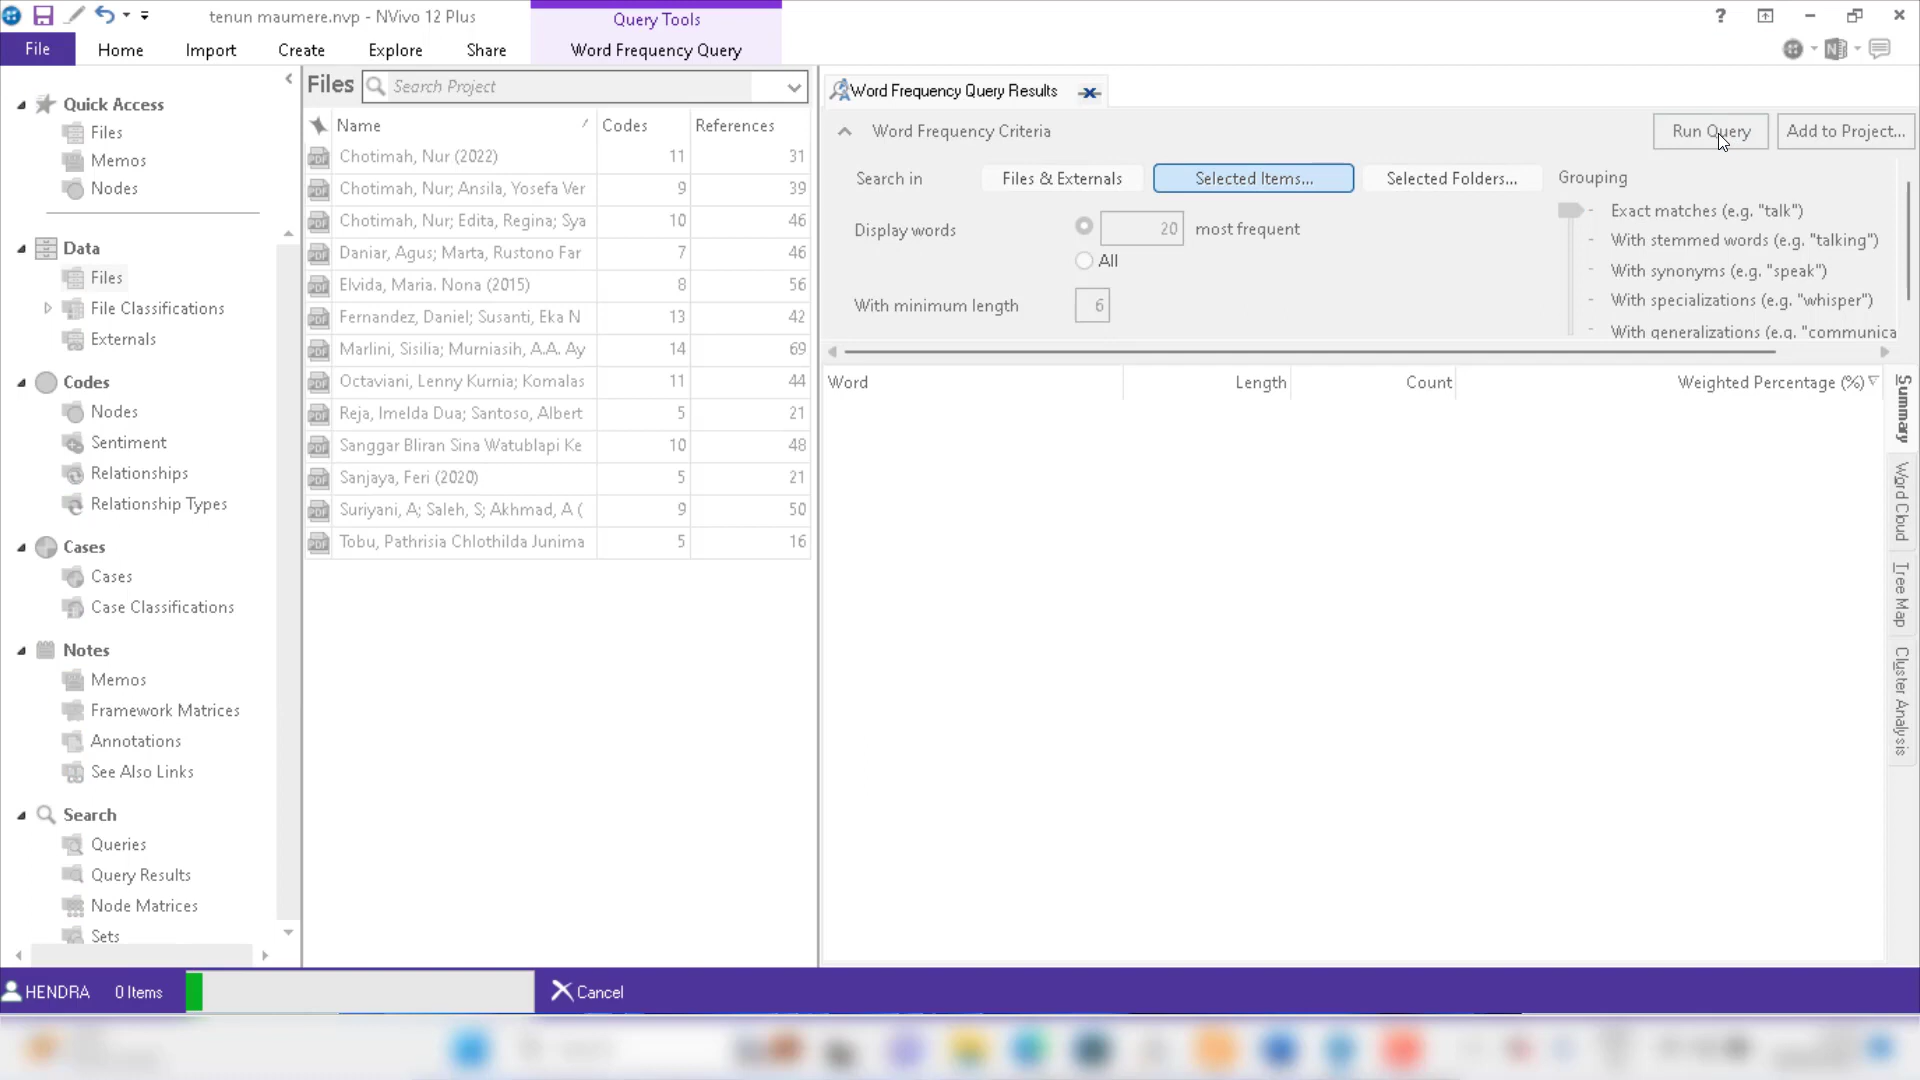 tenun maumere.nvp - NVivo 12 Plus
Query Tools
File
Home
Import
Create
Explore
Share
Word Frequency Query
Quick Access
Files
Memos
Nodes
Data
Files
File Classifications
Externals
Codes
Nodes
Sentiment
Relationships
Relationship Types
Cases
Cases
Case Classifications
Notes
Memos
Framework Matrices
Annotations
See Also Links
Search
Queries
Query Results
Node Matrices
Sets
Files
Search Project
Name Codes References
Chotimah, Nur (2022) 11 31
Chotimah, Nur; Ansila, Yosefa Ver 9 39
Chotimah, Nur; Edita, Regina; Sya 10 46
Daniar, Agus; Marta, Rustono Far 7 46
Elvida, Maria. Nona (2015) 8 56
Fernandez, Daniel; Susanti, Eka N 13 42
Marlini, Sisilia; Murniasih, A.A. Ay 14 69
Octaviani, Lenny Kurnia; Komalas 11 44
Reja, Imelda Dua; Santoso, Albert 5 21
Sanggar Bliran Sina Watublapi Ke 10 48
Sanjaya, Feri (2020) 5 21
Suriyani, A; Saleh, S; Akhmad, A ( 9 50
Tobu, Pathrisia Chlothilda Junima 5 16
Word Frequency Query Results
Word Frequency Criteria
Run Query
Add to Project...
Search in
Files & Externals
Selected Items...
Selected Folders...
Display words
20 most frequent
All
With minimum length 6
Grouping
Exact matches (e.g. "talk")
With stemmed words (e.g. "talking")
With synonyms (e.g. "speak")
With specializations (e.g. "whisper")
With generalizations (e.g. "communica
Word Length Count Weighted Percentage (%)
Summary
Word Cloud
Tree Map
Cluster Analysis
HENDRA 0 Items
Cancel